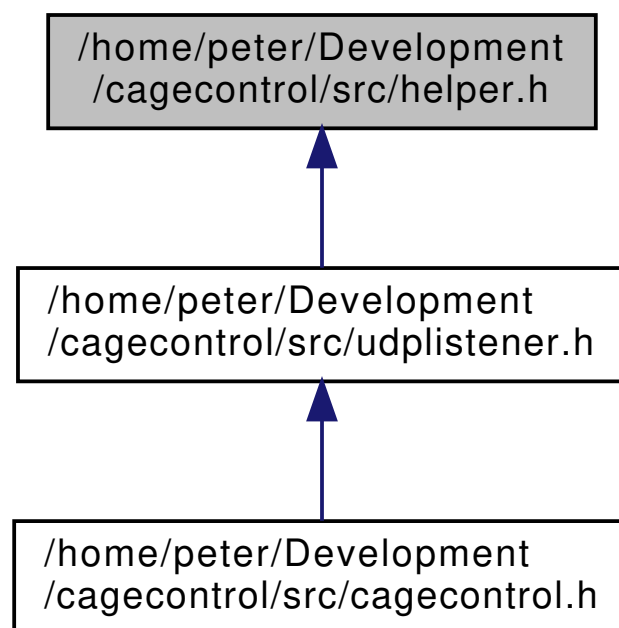 /home/peter/Development
/cagecontrol/src/helper.h
/home/peter/Development
/cagecontrol/src/udplistener.h
/home/peter/Development
/cagecontrol/src/cagecontrol.h